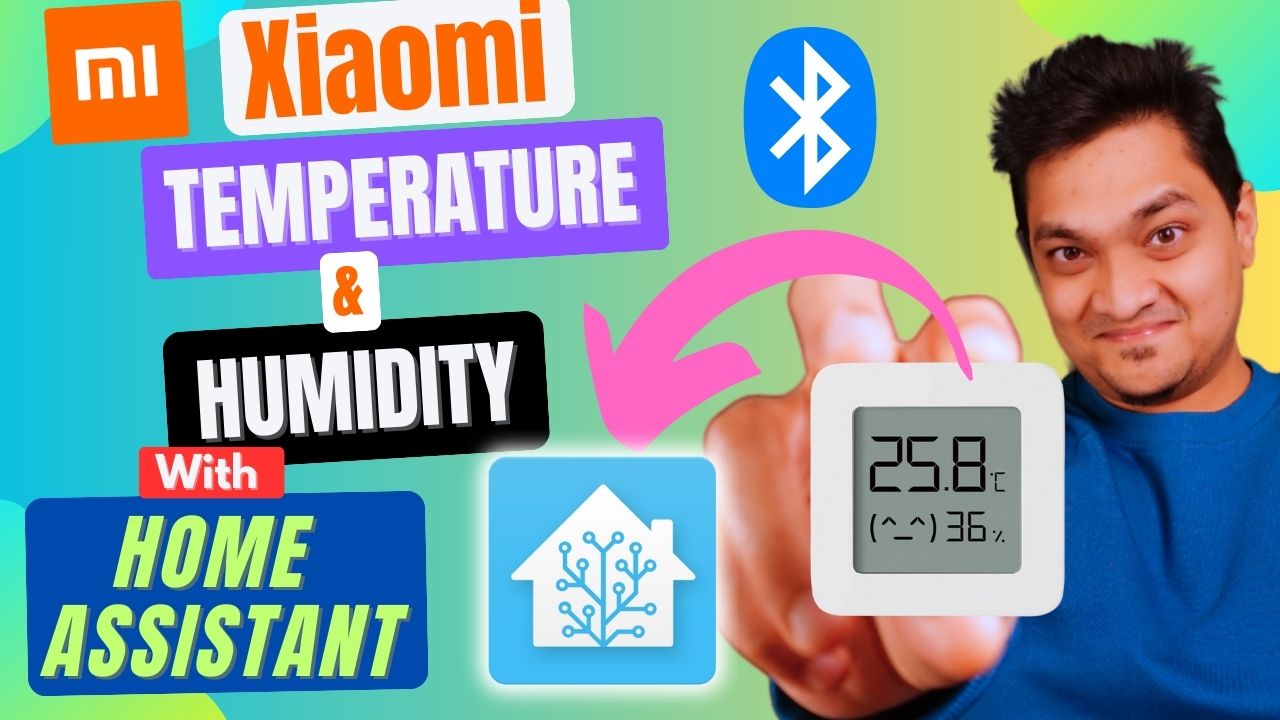 mi
Xiaomi
TEMPERATURE
&
HUMIDITY
With
HOME
ASSISTANT
25.8°C
(^_^) 36%